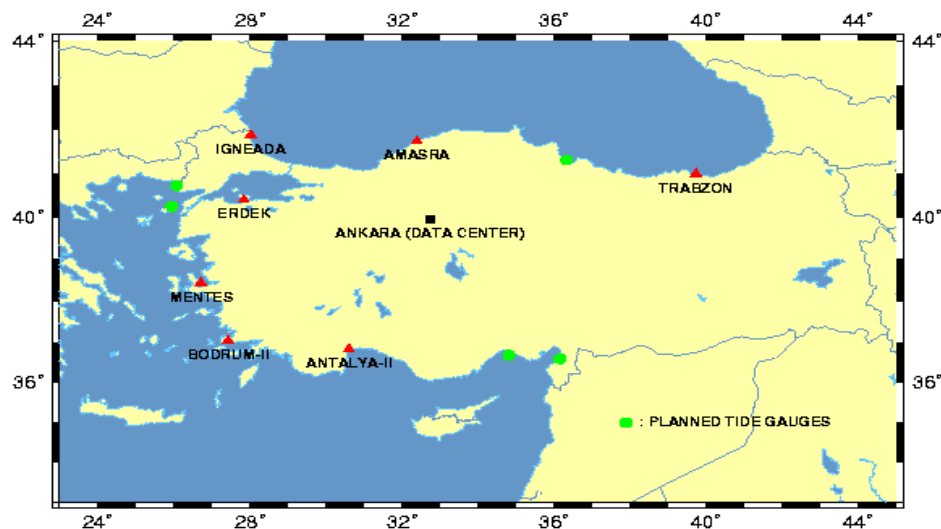 24° 28° 32° 36° 40° 44°
44° 44°
IGNEADA
AMASRA
TRABZON
ERDEK
40° 40°
ANKARA (DATA CENTER)
MENTES
BODRUM-II
ANTALYA-II
36° 36°
: PLANNED TIDE GAUGES
24° 28° 32° 36° 40° 44°